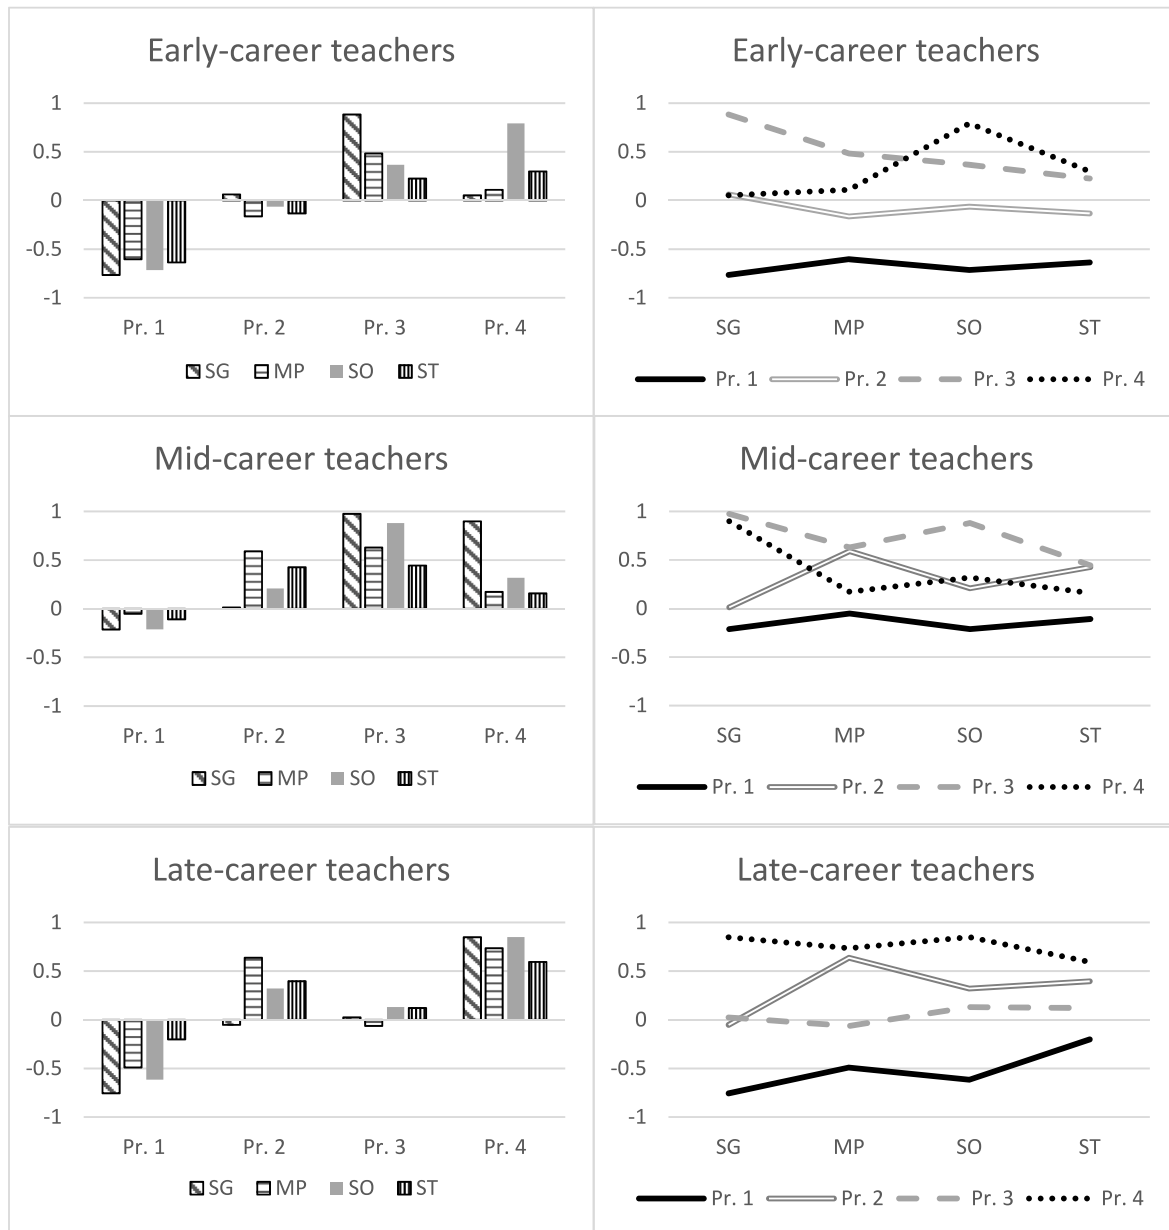 Early-career teachers
1
0.5
0
-0.5
-1
Pr. 1 Pr. 2 Pr. 3 Pr. 4
SG MP SO ST
Early-career teachers
1
0.5
0
-0.5
-1
SG MP SO ST
Pr. 1 Pr. 2 Pr. 3 Pr. 4
Mid-career teachers
1
0.5
0
-0.5
-1
Pr. 1 Pr. 2 Pr. 3 Pr. 4
SG MP SO ST
Mid-career teachers
1
0.5
0
-0.5
-1
SG MP SO ST
Pr. 1 Pr. 2 Pr. 3 Pr. 4
Late-career teachers
1
0.5
0
-0.5
-1
Pr. 1 Pr. 2 Pr. 3 Pr. 4
SG MP SO ST
Late-career teachers
1
0.5
0
-0.5
-1
SG MP SO ST
Pr. 1 Pr. 2 Pr. 3 Pr. 4